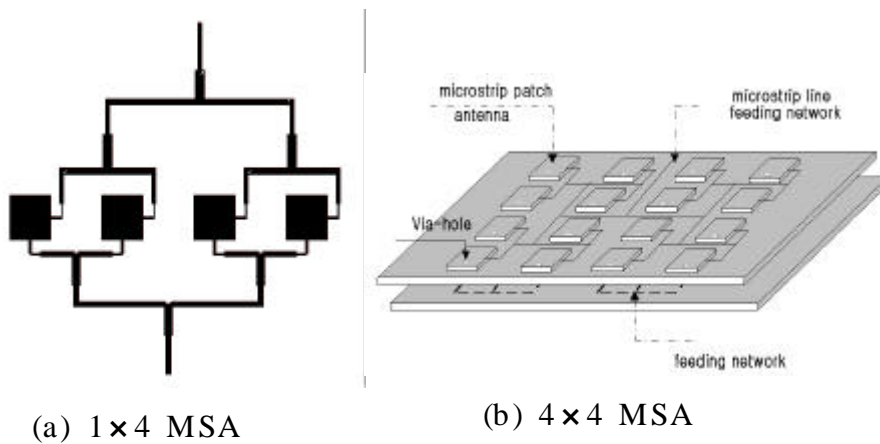 microstrip patch
antenna
microstrip line
feeding network
Via-hole
feeding network
(a) 1×4 MSA
(b) 4×4 MSA